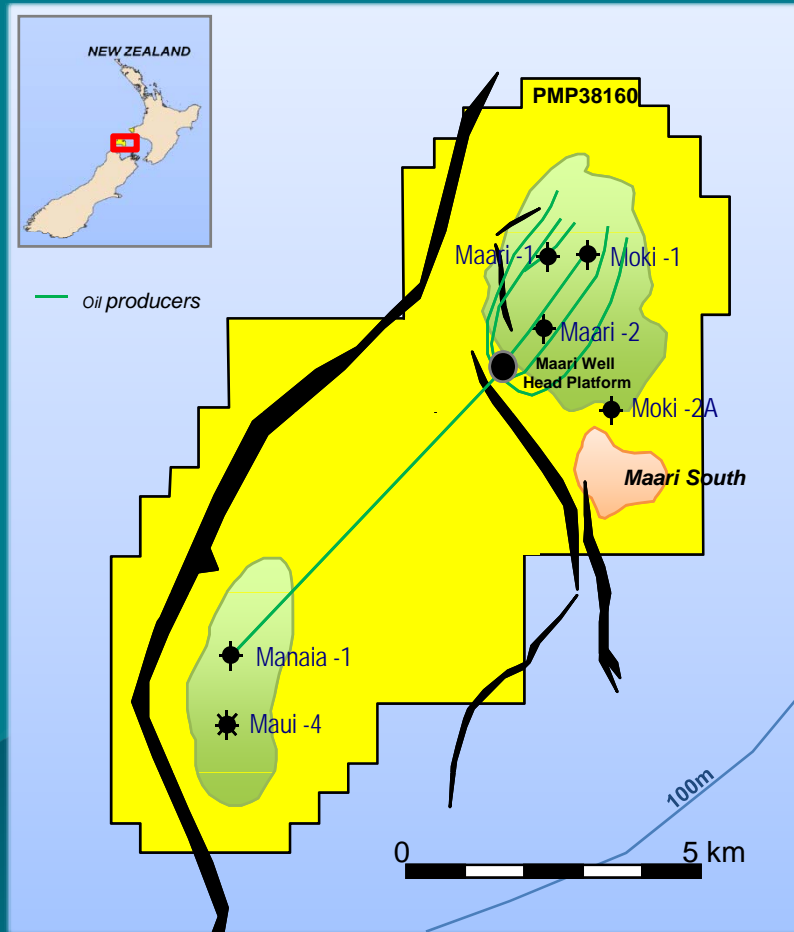 NEW ZEALAND
PMP38160
Maari -1
Moki -1
Oil producers
Maari -2
Maari Well
Head Platform
Moki -2A
Maari South
Manaia -1
Maui -4
100m
0
5 km